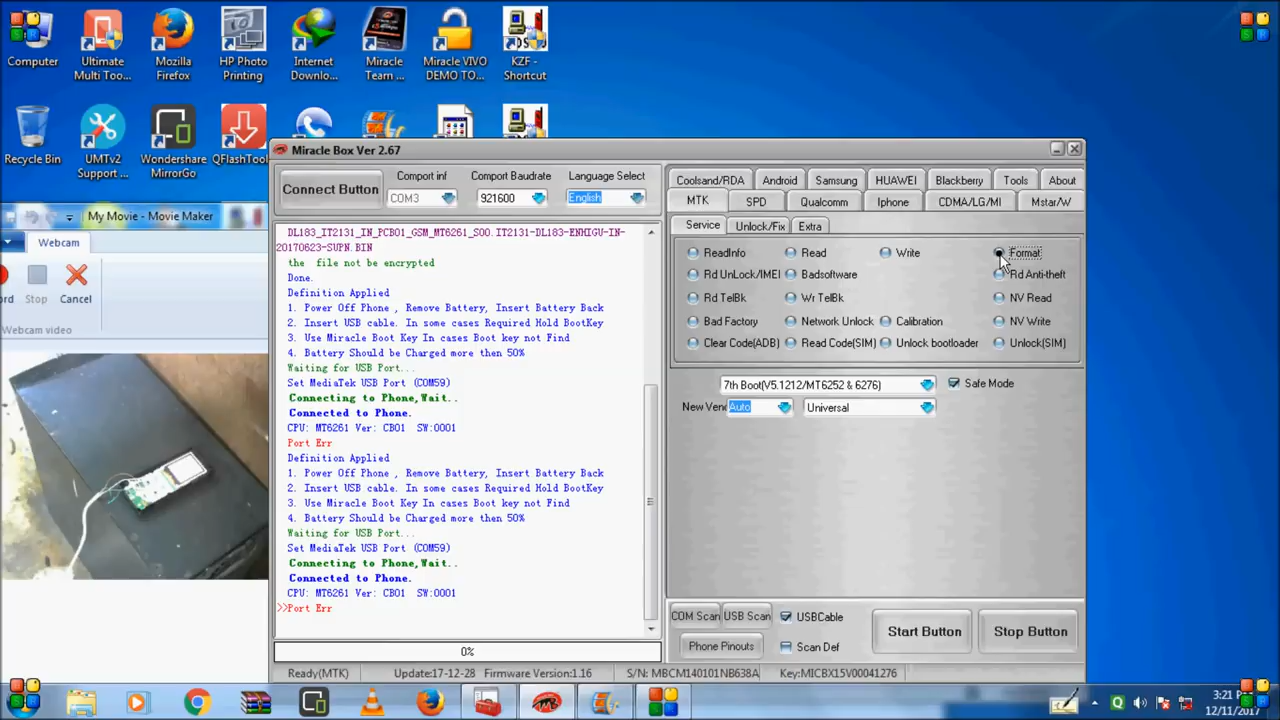 Computer
Ultimate
Multi Too...
Mozilla
Firefox
HP Photo
Printing
Internet
Downlo...
Miracle
Team ...
Miracle VIVO
DEMO TO...
KZF -
Shortcut
Recycle Bin
UMTv2
Support ...
Wondershare
MirrorGo
QFlashTool
My Movie - Movie Maker
Webcam
Stop
Cancel
Webcam video
Miracle Box Ver 2.67
Connect Button
Comport inf
COM3
Comport Baudrate
921600
Language Select
English
DL183_IT2131_IN_PCB01_GSM_MT6261_S00.IT2131-DL183-ENHIGU-IN-
20170623-SUPN.BIN
the file not be encrypted
Done.
Definition Applied
1. Power Off Phone , Remove Battery, Insert Battery Back
2. Insert USB cable. In some cases Required Hold BootKey
3. Use Miracle Boot Key In cases Boot key not Find
4. Battery Should be Charged more then 50%
Waiting for USB Port...
Set MediaTek USB Port (COM59)
Connecting to Phone,Wait..
Connected to Phone.
CPU: MT6261 Ver: CB01 SW:0001
Port Err
Definition Applied
1. Power Off Phone , Remove Battery, Insert Battery Back
2. Insert USB cable. In some cases Required Hold BootKey
3. Use Miracle Boot Key In cases Boot key not Find
4. Battery Should be Charged more then 50%
Waiting for USB Port...
Set MediaTek USB Port (COM59)
Connecting to Phone,Wait..
Connected to Phone.
CPU: MT6261 Ver: CB01 SW:0001
>>Port Err
0%
Coolsand/RDA Android Samsung HUAWEI Blackberry Tools About
MTK SPD Qualcomm Iphone CDMA/LG/MI Mstar/W
Service Unlock/Fix Extra
ReadInfo Read Write Format
Rd UnLock/IMEI Badsoftware Rd Anti-theft
Rd TelBk Wr TelBk NV Read
Bad Factory Network Unlock Calibration NV Write
Clear Code(ADB) Read Code(SIM) Unlock bootloader Unlock(SIM)
7th Boot(V5.1212/MT6252 & 6276) Safe Mode
New Vend Auto Universal
COM Scan USB Scan USBCable
Phone Pinouts Scan Def
Start Button Stop Button
Ready(MTK) Update:17-12-28 Firmware Version:1.16 S/N: MBCM140101NB638A Key:MICBX15V00041276
3:21 PM
12/11/2017